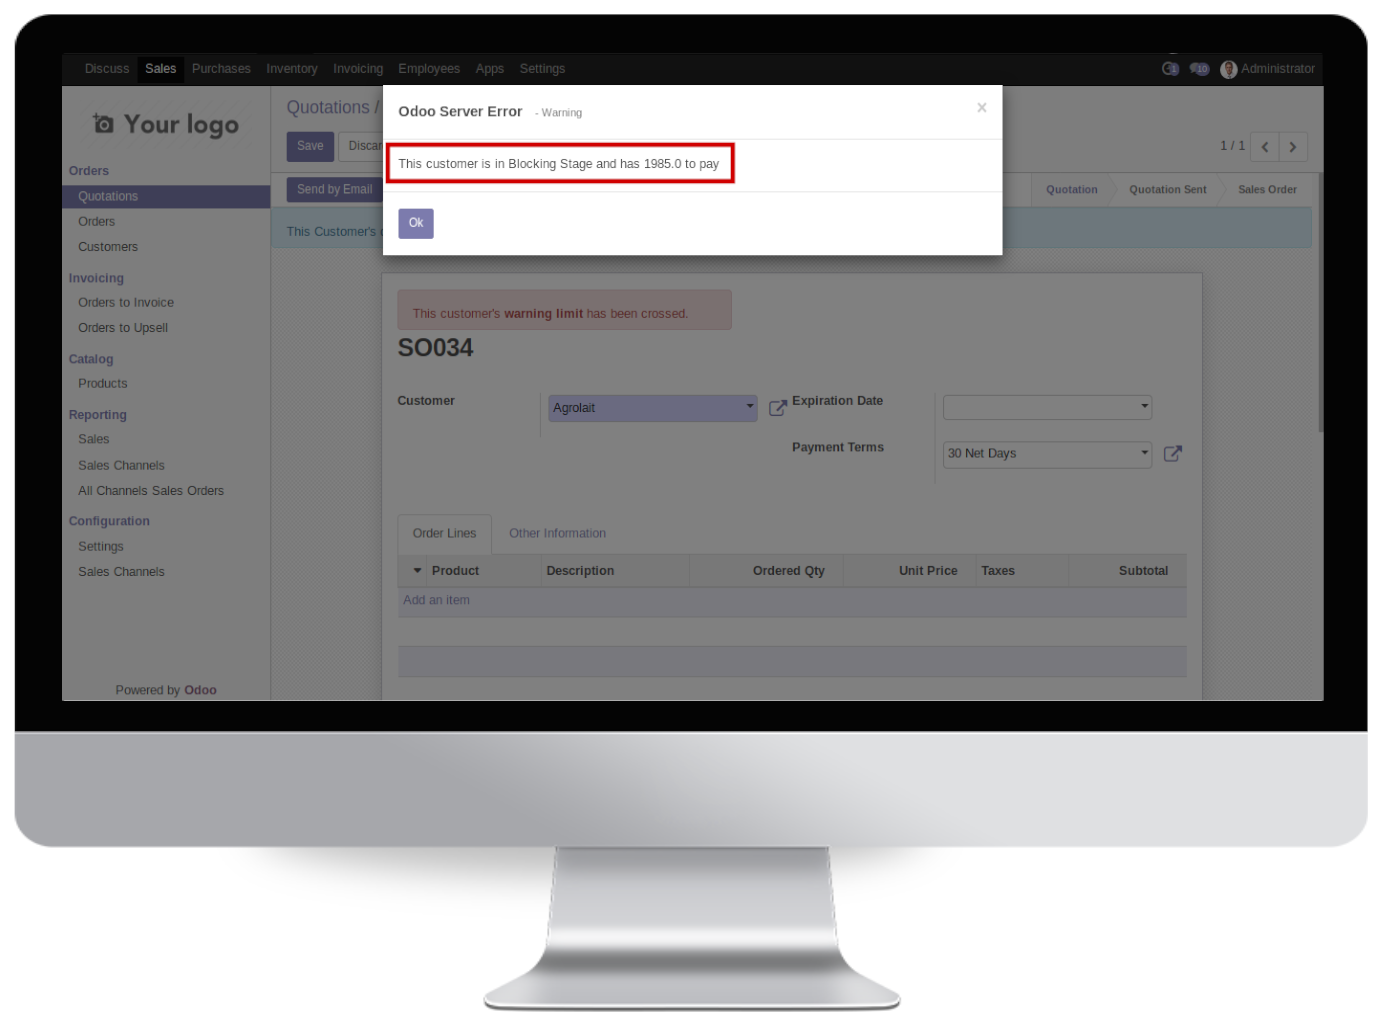 Discuss Sales Purchases Inventory Invoicing Employees Apps Settings 1 10 Administrator
Your logo
Quotations /
Odoo Server Error - Warning ×
Save Discar
1 / 1
This customer is in Blocking Stage and has 1985.0 to pay
Orders
Quotations
Send by Email
Quotation Quotation Sent Sales Order
Orders
Ok
This Customer's
Customers
Invoicing
Orders to Invoice
Orders to Upsell
This customer's warning limit has been crossed.
SO034
Catalog
Products
Customer Agrolait Expiration Date
Reporting
Sales
Payment Terms 30 Net Days
Sales Channels
All Channels Sales Orders
Configuration
Settings
Sales Channels
Order Lines Other Information
Product Description Ordered Qty Unit Price Taxes Subtotal
Add an item
Powered by Odoo